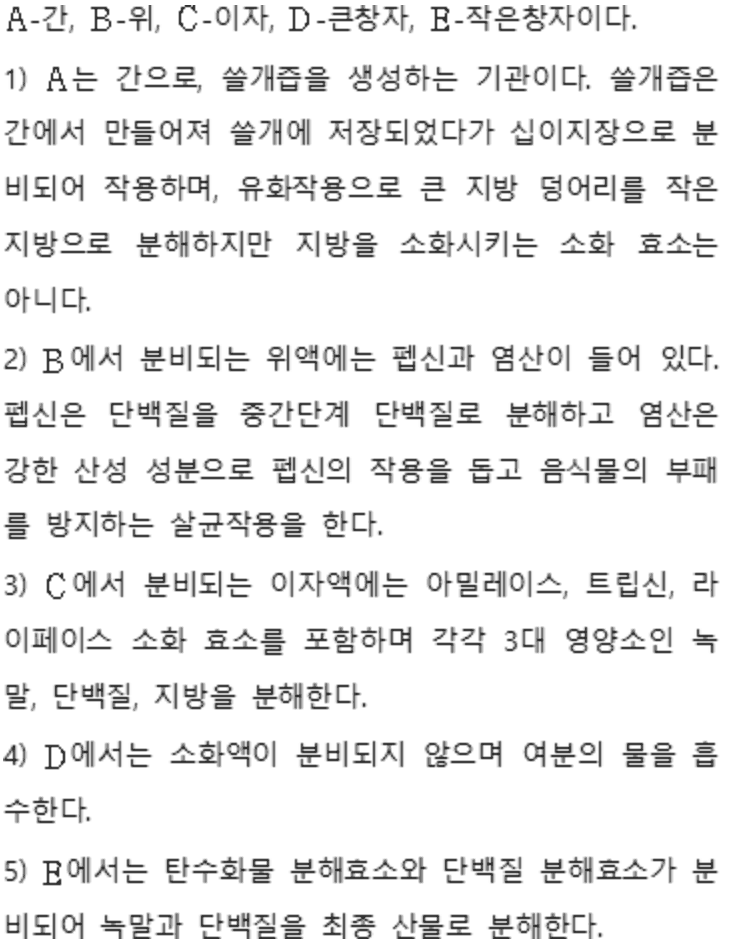 A-간, B-위, C-이자, D-큰창자, E-작은창자이다.
1) A는 간으로, 쓸개즙을 생성하는 기관이다. 쓸개즙은
간에서 만들어져 쓸개에 저장되었다가 십이지장으로 분
비되어 작용하며, 유화작용으로 큰 지방 덩어리를 작은
지방으로 분해하지만 지방을 소화시키는 소화 효소는
아니다.
2) B에서 분비되는 위액에는 펩신과 염산이 들어 있다.
펩신은 단백질을 중간단계 단백질로 분해하고 염산은
강한 산성 성분으로 펩신의 작용을 돕고 음식물의 부패
를 방지하는 살균작용을 한다.
3) C에서 분비되는 이자액에는 아밀레이스, 트립신, 라
이페이스 소화 효소를 포함하며 각각 3대 영양소인 녹
말, 단백질, 지방을 분해한다.
4) D에서는 소화액이 분비되지 않으며 여분의 물을 흡
수한다.
5) E에서는 탄수화물 분해효소와 단백질 분해효소가 분
비되어 녹말과 단백질을 최종 산물로 분해한다.